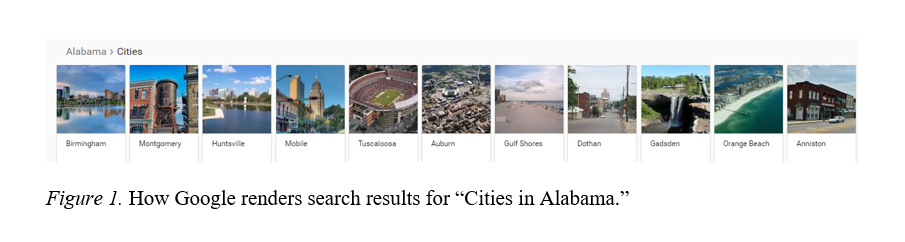 Alabama › Cities
Birmingham Montgomery Huntsville Mobile Tuscaloosa Auburn Gulf Shores Dothan Gadsden Orange Beach Anniston
Figure 1. How Google renders search results for “Cities in Alabama.”